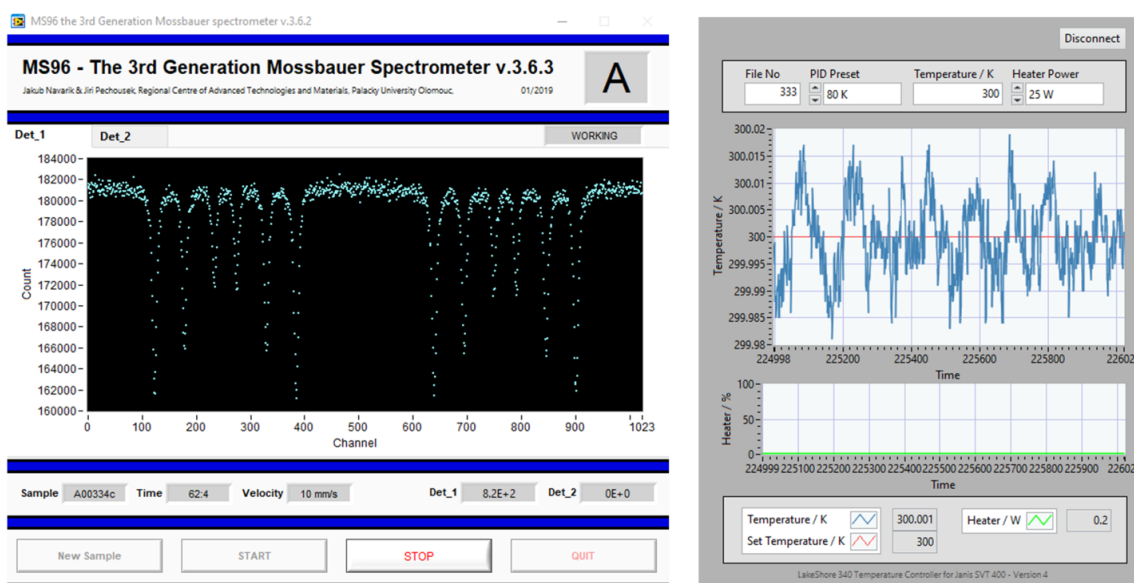 MS96 the 3rd Generation Mossbauer spectrometer v.3.6.2
MS96 - The 3rd Generation Mossbauer Spectrometer v.3.6.3
A
Jakub Navarik & Jiri Pechousek, Regional Centre of Advanced Technologies and Materials, Palacky University Olomouc. 01/2019
Det_1 Det_2 WORKING
184000
182000
180000
178000
176000
174000
172000
170000
168000
166000
164000
162000
160000
Count
0 100 200 300 400 500 600 700 800 900 1023
Channel
Sample A00334c Time 62:4 Velocity 10 mm/s Det_1 8.2E+2 Det_2 0E+0
New Sample START STOP QUIT
Disconnect
File No PID Preset Temperature / K Heater Power
333 80 K 300 25 W
300.02
300.015
300.01
300.005
300
299.995
299.99
299.985
299.98
Temperature / K
224998 225200 225400 225600 225800 22602
Time
100
50
0
Heater / %
224999 225100 225200 225300 225400 225500 225600 225700 225800 225900 22602
Time
Temperature / K 300.001 Heater / W 0.2
Set Temperature / K 300
LakeShore 340 Temperature Controller for Janis SVT 400 - Version 4